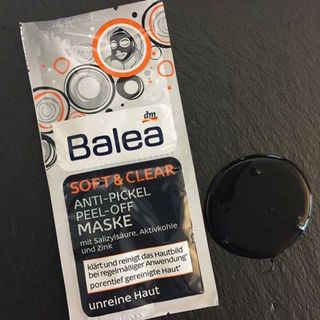 dm
Balea
SOFT & CLEAR
ANTI-PICKEL
PEEL-OFF
MASKE
mit Salizylsäure, Aktivkohle
und Zink
klärt und reinigt das Hautbild
bei regelmäßiger Anwendung*
porentief gereinigte Haut*
unreine Haut